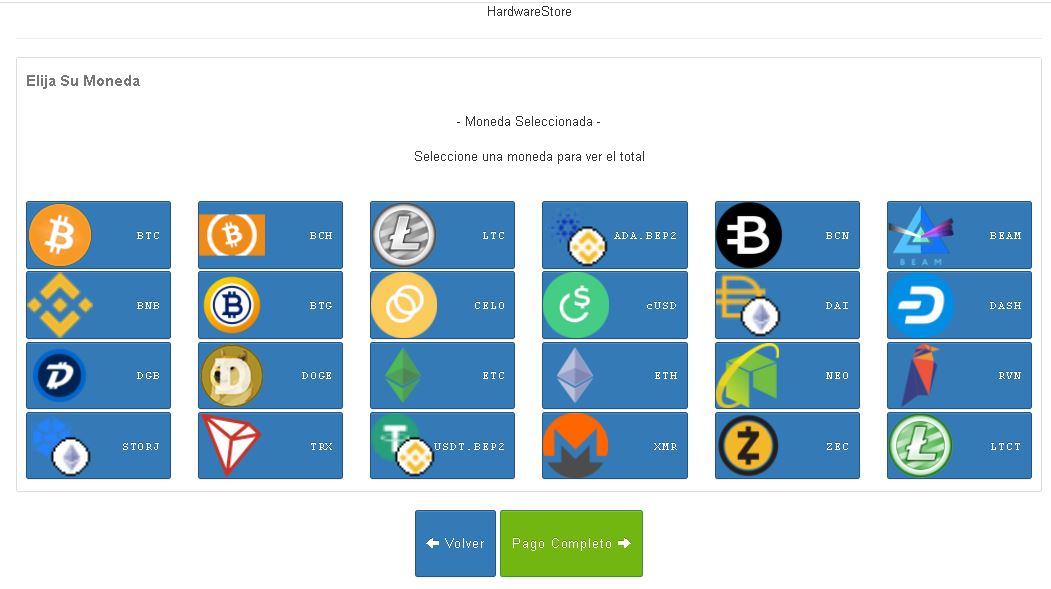 HardwareStore
Elija Su Moneda
- Moneda Seleccionada -
Seleccione una moneda para ver el total
BTC BCH LTC ADA.BEP2 BCN BEAM BEAM
BNB BTG CELO cUSD DAI DASH
DGB DOGE ETC ETH NEO RVN
STORJ TRX USDT.BEP2 XMR ZEC LTCT
Volver Pago Completo